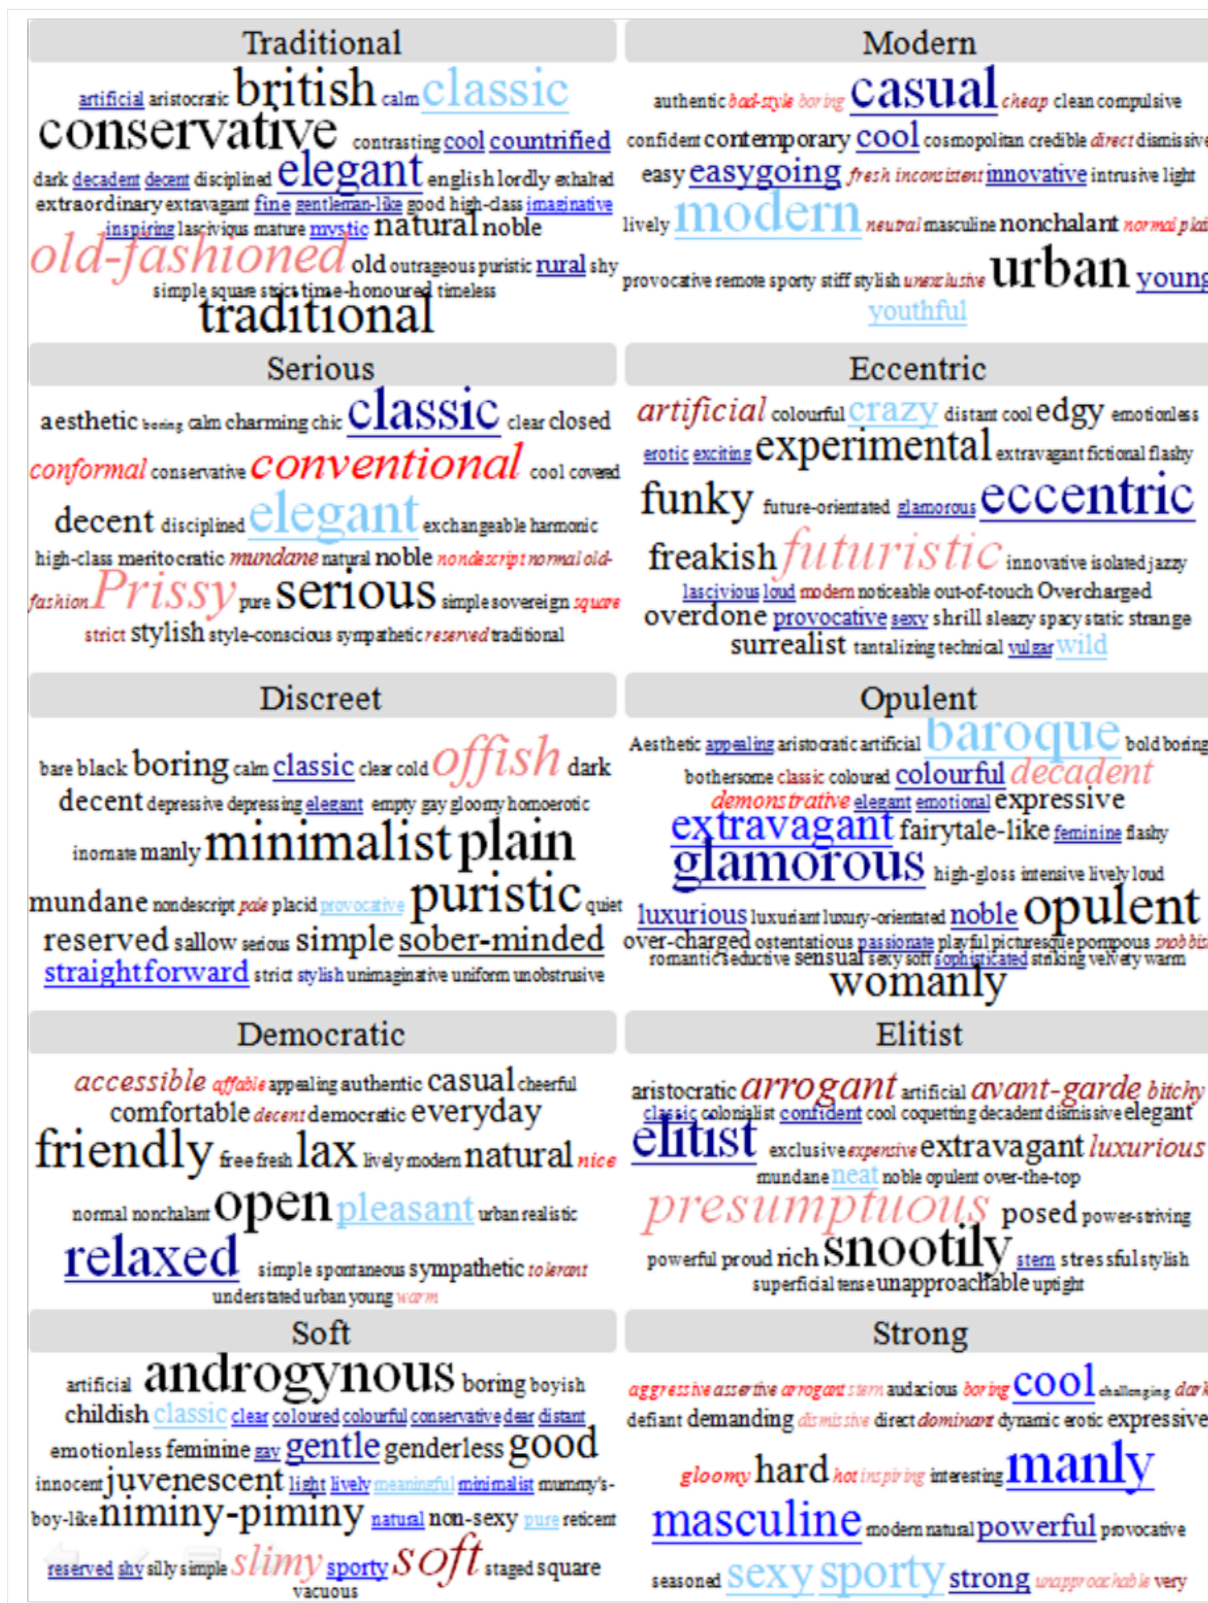 Traditional
artificial aristocratic british calm classic
conservative contrasting cool countrified
dark decadent decent disciplined elegant english lordly exhalted
extraordinary extravagant fine gentleman-like good high-class imaginative
inspiring lascivious mature mystic natural noble
old-fashioned old outrageous puristic rural shy
simple square strict time-honoured timeless
traditional
Modern
authentic bad-style boring casual cheap clean compulsive
confident contemporary cool cosmopolitan credible direct dismissive
easy easygoing fresh inconsistent innovative intrusive light
lively modern neutral masculine nonchalant normal plain
provocative remote sporty stiff stylish unexclusive urban young
youthful
Serious
aesthetic boring calm charming chic classic clear closed
conformal conservative conventional cool covered
decent disciplined elegant exchangeable harmonic
high-class meritocratic mundane natural noble nondescript normal old-
fashion Prissy pure serious simple sovereign square
strict stylish style-conscious sympathetic reserved traditional
Eccentric
artificial colourful crazy distant cool edgy emotionless
erotic exciting experimental extravagant fictional flashy
funky future-orientated glamorous eccentric
freakish futuristic innovative isolated jazzy
lascivious loud modern noticeable out-of-touch Overcharged
overdone provocative sexy shrill sleazy spacy static strange
surrealist tantalizing technical vulgar wild
Discreet
bare black boring calm classic clear cold offish dark
decent depressive depressing elegant empty gay gloomy homoerotic
inornate manly minimalist plain
mundane nondescript pale placid provocative puristic quiet
reserved sallow serious simple sober-minded
straightforward strict stylish unimaginative uniform unobstrusive
Opulent
Aesthetic appealing aristocratic artificial baroque bold boring
bothersome classic coloured colourful decadent
demonstrative elegant emotional expressive
extravagant fairytale-like feminine flashy
glamorous high-gloss intensive lively loud
luxurious luxuriant luxury-orientated noble opulent
over-charged ostentatious passionate playful picturesque pompous snobbish
romantic seductive sensual sexy soft sophisticated striking velvety warm
womanly
Democratic
accessible affable appealing authentic casual cheerful
comfortable decent democratic everyday
friendly free fresh lax lively modern natural nice
normal nonchalant open pleasant urban realistic
relaxed simple spontaneous sympathetic tolerant
understated urban young warm
Elitist
aristocratic arrogant artificial avant-garde bitchy
classic colonialist confident cool coquetting decadent dismissive elegant
elitist exclusive expensive extravagant luxurious
mundane neat noble opulent over-the-top
presumptuous posed power-striving
powerful proud rich snootily stern stressful stylish
superficial tense unapproachable uptight
Soft
artificial androgynous boring boyish
childish classic clear coloured colourful conservative dear distant
emotionless feminine gay gentle genderless good
innocent juvenescent light lively meaningful minimalist mummy's-
boy-like niminy-piminy natural non-sexy pure reticent
reserved shy silly simple slimy sporty soft staged square
vacuous
Strong
aggressive assertive arrogant stern audacious boring cool challenging dark
defiant demanding dismissive direct dominant dynamic erotic expressive
gloomy hard hot inspiring interesting manly
masculine modern natural powerful provocative
seasoned sexy sporty strong unapproachable very